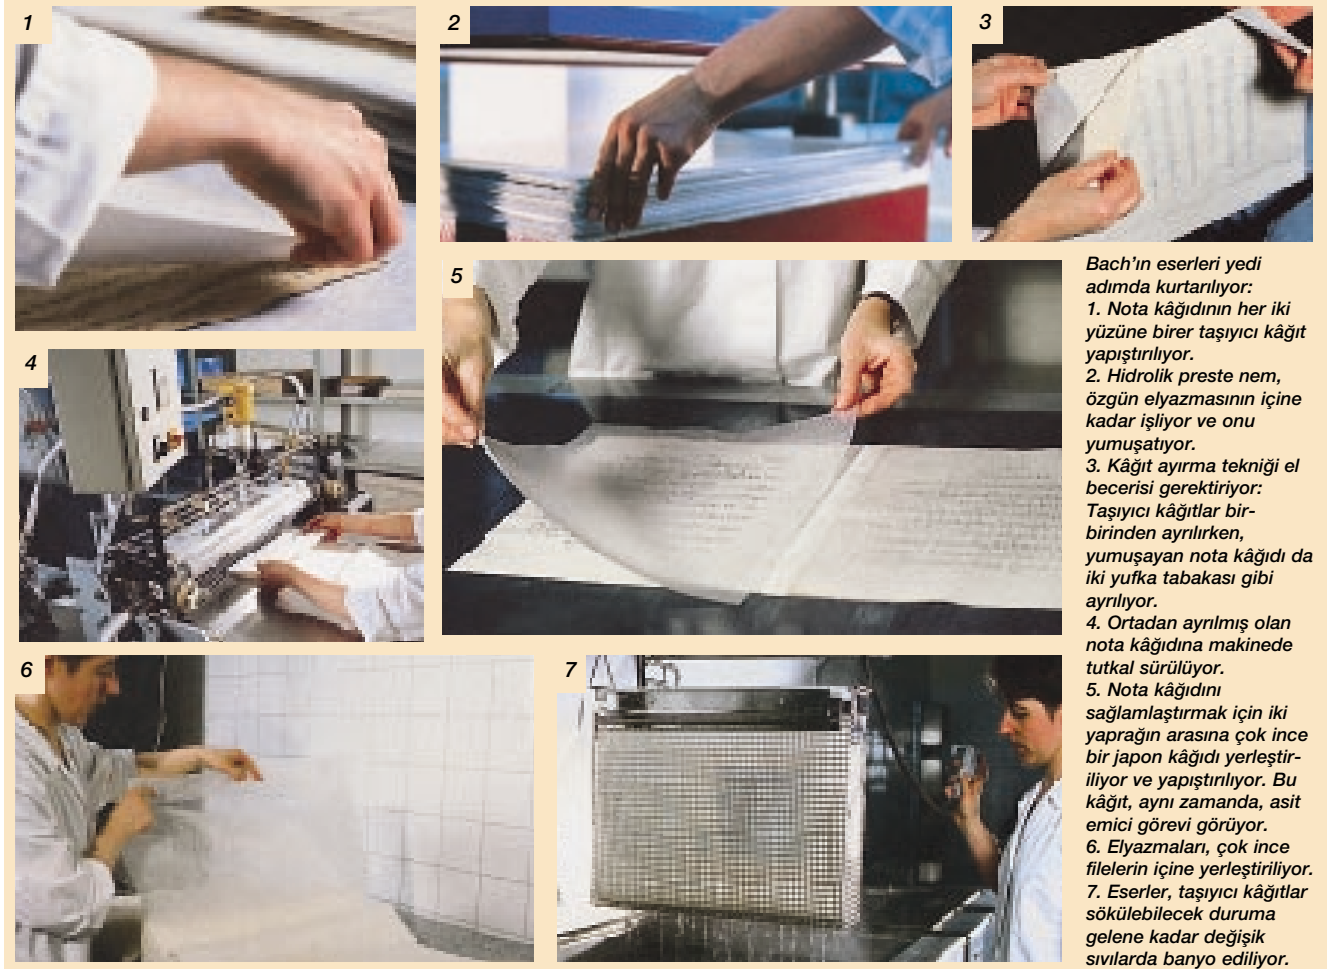 1
2
3
4
5
6
7
Bach'ın eserleri yedi
adımda kurtarılıyor:
1. Nota kâğıdının her iki
yüzüne birer taşıyıcı kâğıt
yapıştırılıyor.
2. Hidrolik preste nem,
özgün elyazmasının içine
kadar işliyor ve onu
yumuşatıyor.
3. Kâğıt ayırma tekniği el
becerisi gerektiriyor:
Taşıyıcı kâğıtlar bir-
birinden ayrılırken,
yumuşayan nota kâğıdı da
iki yufka tabakası gibi
ayrılıyor.
4. Ortadan ayrılmış olan
nota kâğıdına makinede
tutkal sürülüyor.
5. Nota kâğıdını
sağlamlaştırmak için iki
yaprağın arasına çok ince
bir japon kâğıdı yerleştir-
iliyor ve yapıştırılıyor. Bu
kâğıt, aynı zamanda, asit
emici görevi görüyor.
6. Elyazmaları, çok ince
filelerin içine yerleştiriliyor.
7. Eserler, taşıyıcı kâğıtlar
sökülebilecek duruma
gelene kadar değişik
sıvılarda banyo ediliyor.